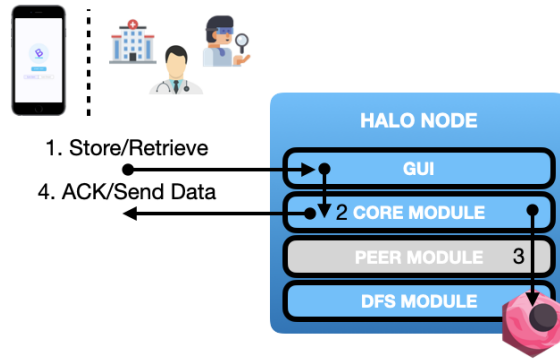 HALO NODE
1. Store/Retrieve
GUI
4. ACK/Send Data
2 CORE MODULE
PEER MODULE 3
DFS MODULE